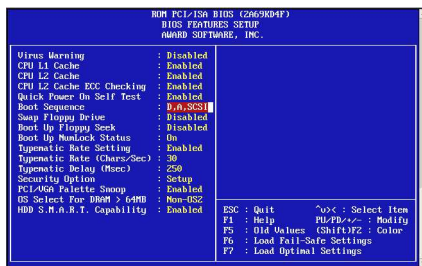 ROM PCI/ISA BIOS (2A69KD4F)
BIOS FEATURES SETUP
AWARD SOFTWARE, INC.
Virus Warning : Disabled
CPU L1 Cache : Enabled
CPU L2 Cache : Enabled
CPU L2 Cache ECC Checking : Enabled
Quick Power On Self Test : Enabled
Boot Sequence : D,A,SCSI
Swap Floppy Drive : Disabled
Boot Up Floppy Seek : Disabled
Boot Up NumLock Status : On
Typematic Rate Setting : Enabled
Typematic Rate (Chars/Sec) : 30
Typematic Delay (Msec) : 250
Security Option : Setup
PCI/VGA Palette Snoop : Enabled
OS Select For DRAM > 64MB : Non-OS2
HDD S.M.A.R.T. Capability : Enabled
ESC : Quit ^v>< : Select Item
F1 : Help PU/PD/+/- : Modify
F5 : Old Values (Shift)F2 : Color
F6 : Load Fail-Safe Settings
F7 : Load Optimal Settings